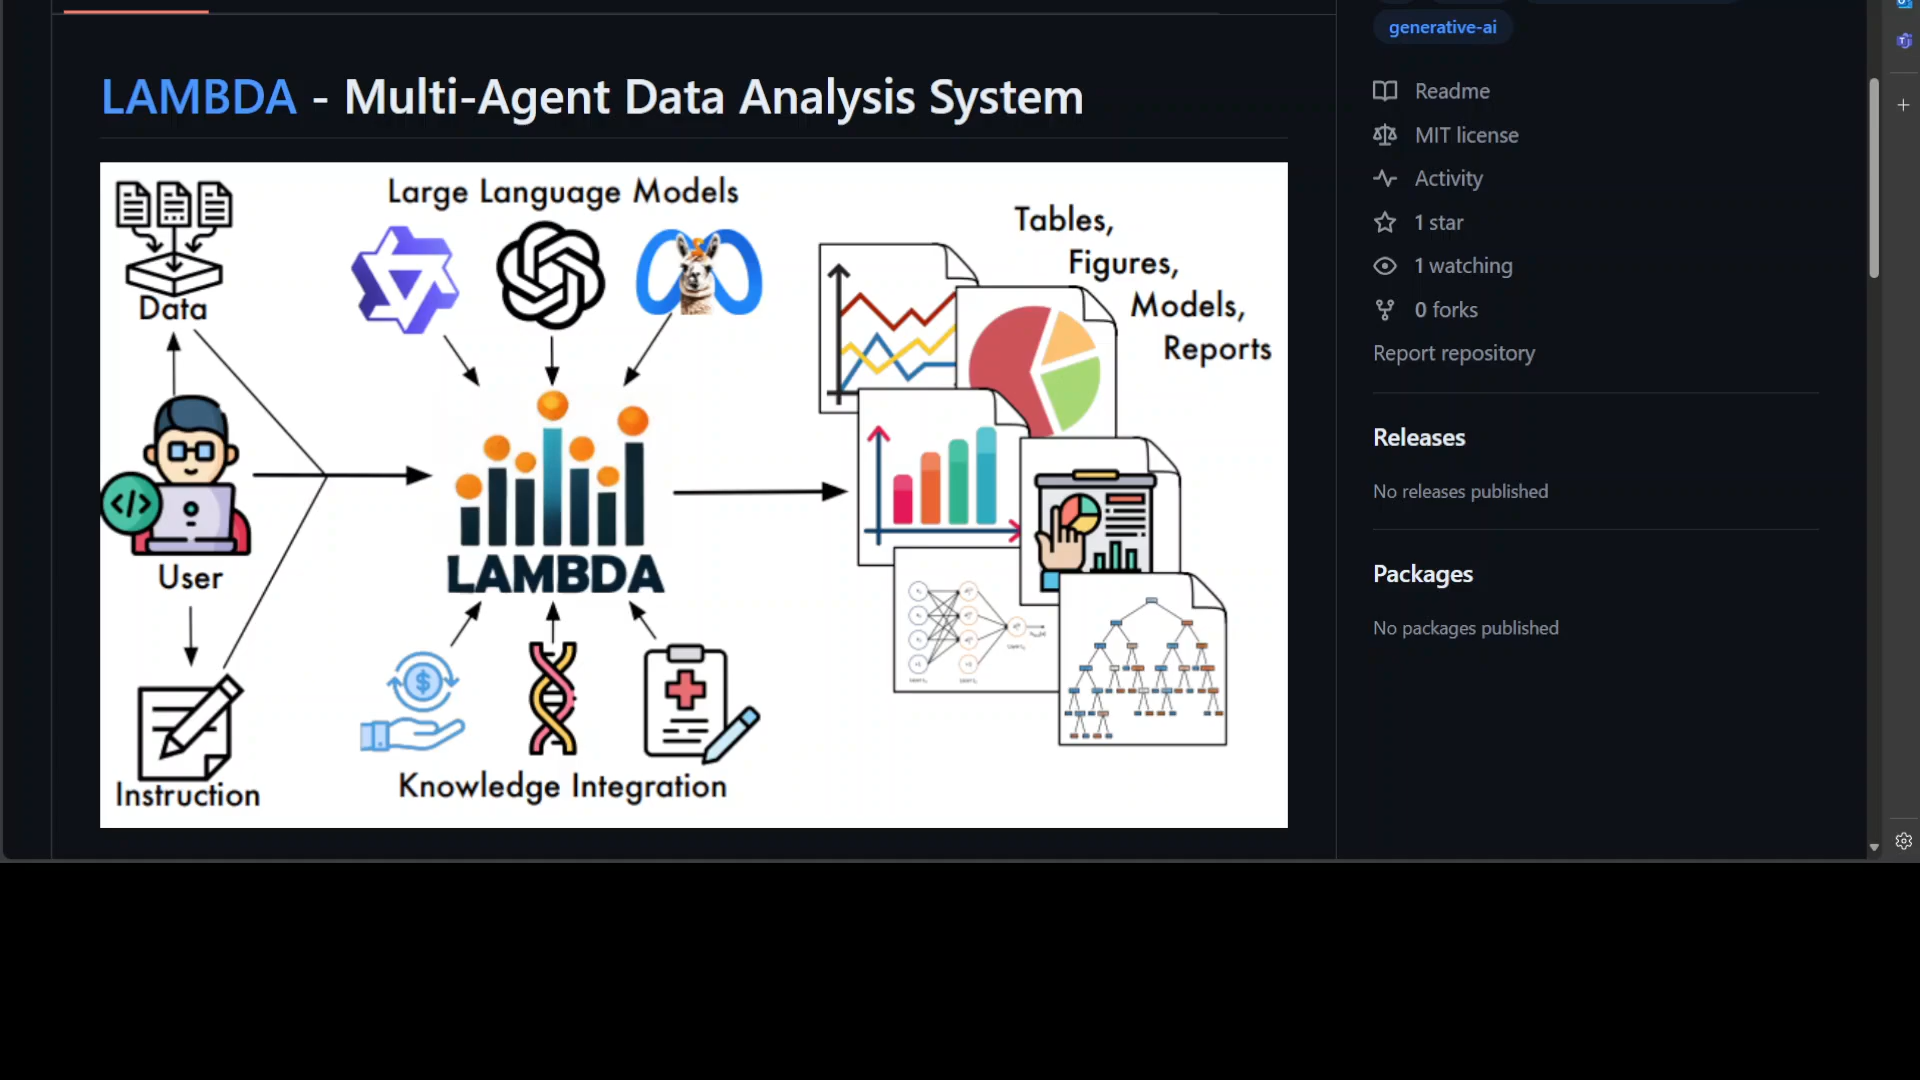 generative-ai
LAMBDA - Multi-Agent Data Analysis System
Readme
MIT license
Activity
1 star
1 watching
0 forks
Report repository
Releases
No releases published
Packages
No packages published
Large Language Models
Data
User
Instruction
LAMBDA
Knowledge Integration
Tables,
Figures,
Models,
Reports